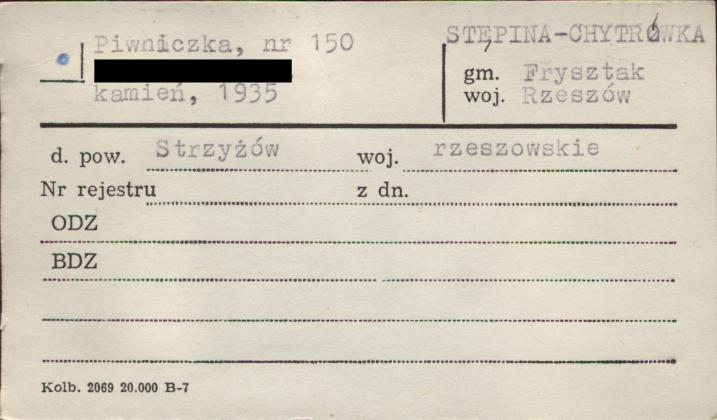 Piwniczka, nr 150
kamień, 1935
STĘPINA-CHYTRÓWKA
gm. Frysztak
woj. Rzeszów
d. pow. Strzyżów woj. rzeszowskie
Nr rejestru z dn.
ODZ
BDZ
Kolb. 2069 20.000 B-7